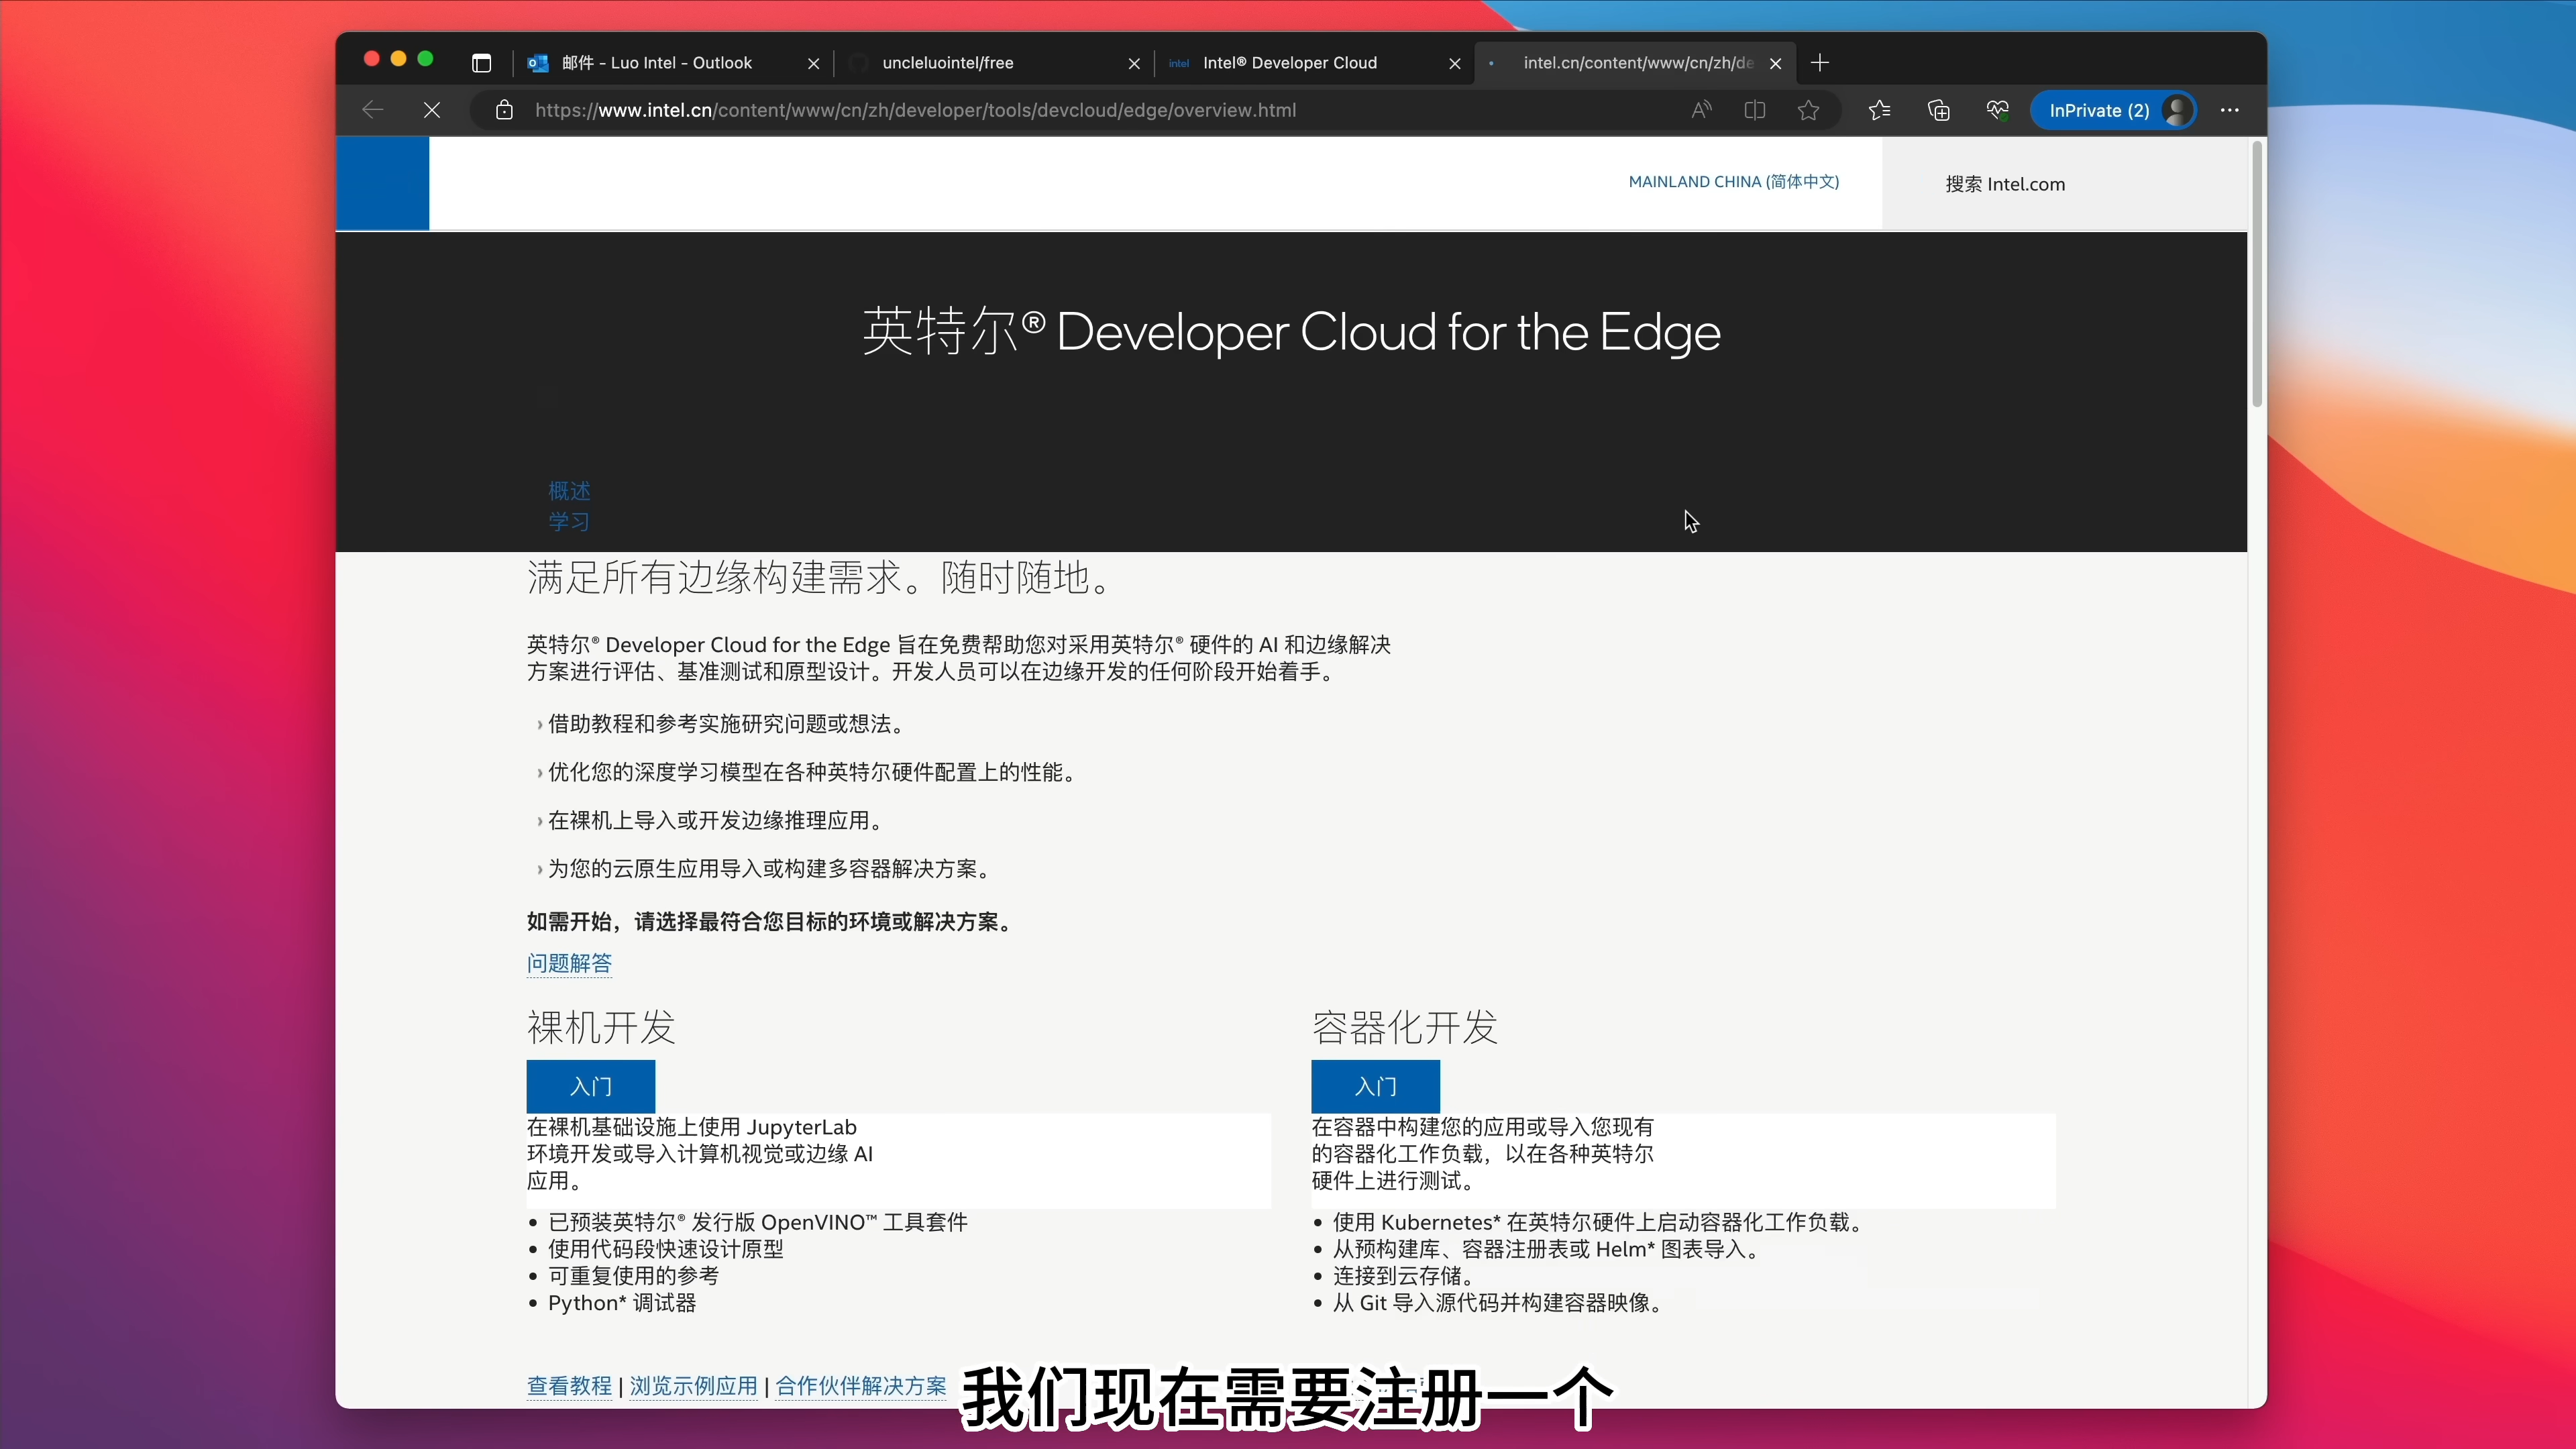 邮件 - Luo Intel - Outlook
uncleluointel/free
intel Intel® Developer Cloud
intel.cn/content/www/cn/zh/de
https://www.intel.cn/content/www/cn/zh/developer/tools/devcloud/edge/overview.html
InPrivate (2)
MAINLAND CHINA (简体中文)
搜索 Intel.com
英特尔® Developer Cloud for the Edge
概述
学习
满足所有边缘构建需求。随时随地。
英特尔® Developer Cloud for the Edge 旨在免费帮助您对采用英特尔® 硬件的 AI 和边缘解决
方案进行评估、基准测试和原型设计。开发人员可以在边缘开发的任何阶段开始着手。
› 借助教程和参考实施研究问题或想法。
› 优化您的深度学习模型在各种英特尔硬件配置上的性能。
› 在裸机上导入或开发边缘推理应用。
› 为您的云原生应用导入或构建多容器解决方案。
如需开始，请选择最符合您目标的环境或解决方案。
问题解答
裸机开发
入门
在裸机基础设施上使用 JupyterLab
环境开发或导入计算机视觉或边缘 AI
应用。
• 已预装英特尔® 发行版 OpenVINO™ 工具套件
• 使用代码段快速设计原型
• 可重复使用的参考
• Python* 调试器
查看教程 | 浏览示例应用 | 合作伙伴解决方案
容器化开发
入门
在容器中构建您的应用或导入您现有
的容器化工作负载，以在各种英特尔
硬件上进行测试。
• 使用 Kubernetes* 在英特尔硬件上启动容器化工作负载。
• 从预构建库、容器注册表或 Helm* 图表导入。
• 连接到云存储。
• 从 Git 导入源代码并构建容器映像。
我们现在需要注册一个